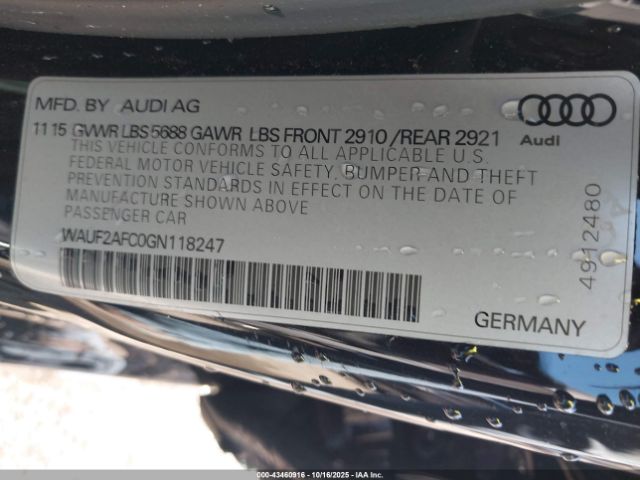 MFD. BY AUDI AG
11 15 GVWR LBS 5688 GAWR LBS FRONT 2910 /REAR 2921
THIS VEHICLE CONFORMS TO ALL APPLICABLE U.S.
FEDERAL MOTOR VEHICLE SAFETY, BUMPER AND THEFT
PREVENTION STANDARDS IN EFFECT ON THE DATE OF
MANUFACTURE SHOWN ABOVE
PASSENGER CAR
WAUF2AFC0GN118247
Audi
4912480
GERMANY
000-43460916 - 10/16/2025 - IAA Inc.